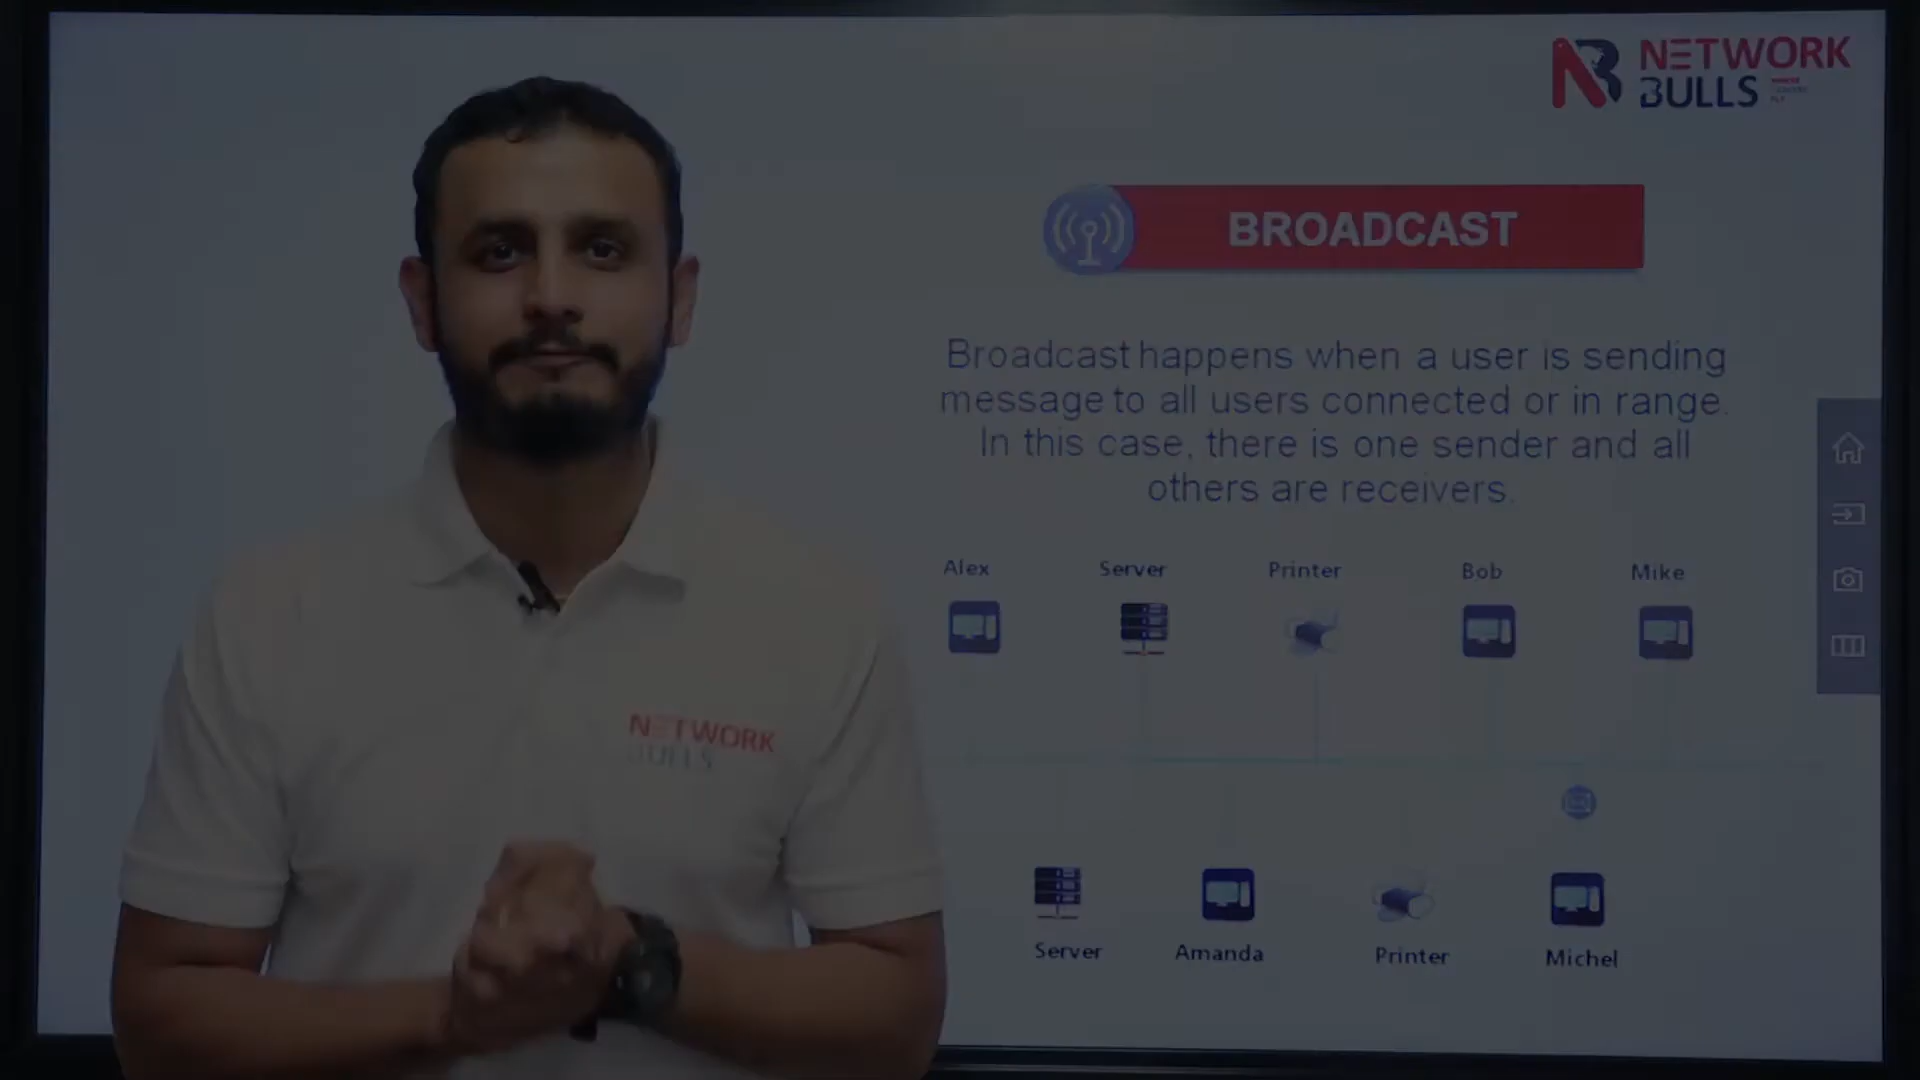 NETWORK
BULLS
BROADCAST
Broadcast happens when a user is sending
message to all users connected or in range.
In this case, there is one sender and all
others are receivers.
Alex Server Printer Bob Mike
NETWORK
BULLS
Server Amanda Printer Michel